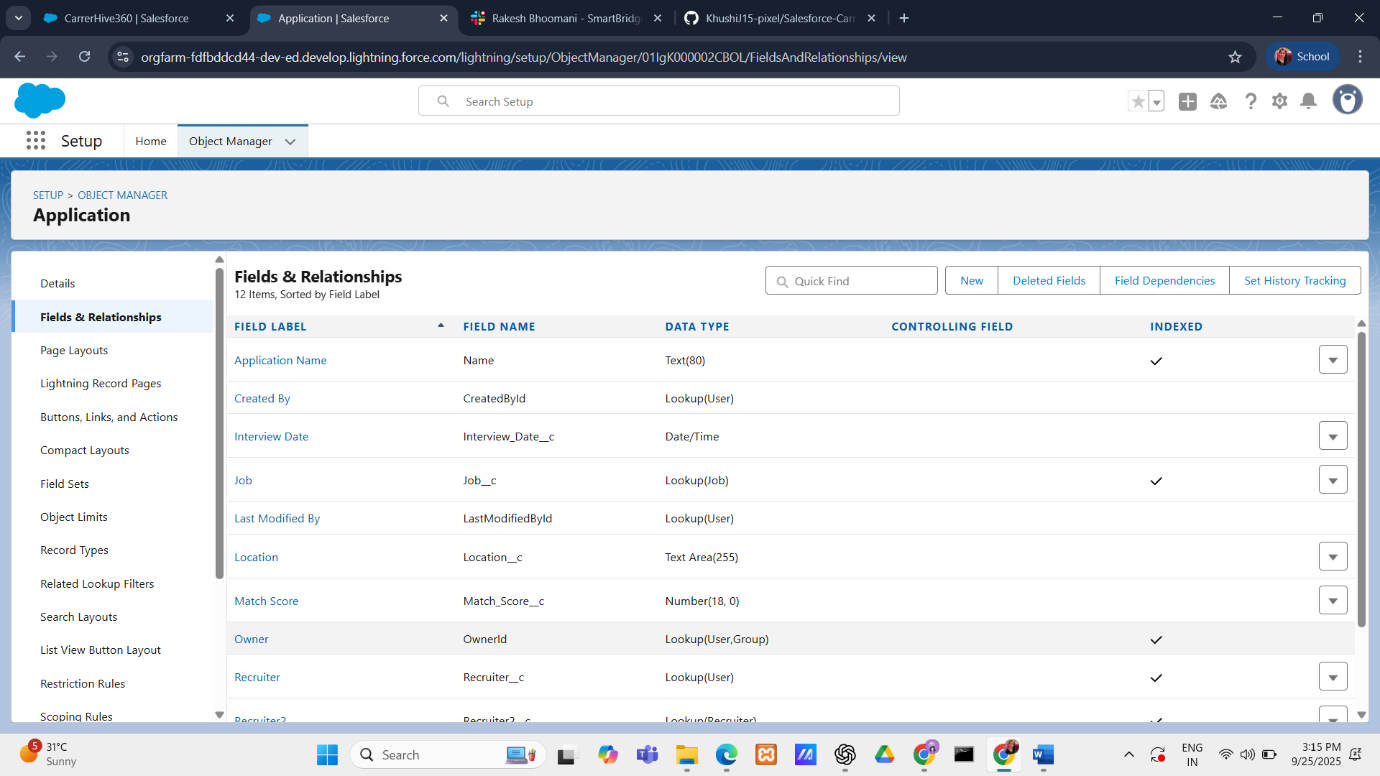 CarrerHive360 | Salesforce
Application | Salesforce
Rakesh Bhoomani - SmartBridg
KhushiJ15-pixel/Salesforce-Carr
orgfarm-fdfbddcd44-dev-ed.develop.lightning.force.com/lightning/setup/ObjectManager/01IgK000002CBOL/FieldsAndRelationships/view
School
Search Setup
Setup
Home
Object Manager
SETUP > OBJECT MANAGER
Application
Details
Fields & Relationships
Page Layouts
Lightning Record Pages
Buttons, Links, and Actions
Compact Layouts
Field Sets
Object Limits
Record Types
Related Lookup Filters
Search Layouts
List View Button Layout
Restriction Rules
Scoping Rules
Fields & Relationships
12 Items, Sorted by Field Label
Quick Find
New
Deleted Fields
Field Dependencies
Set History Tracking
FIELD LABEL FIELD NAME DATA TYPE CONTROLLING FIELD INDEXED
Application Name Name Text(80)
Created By CreatedById Lookup(User)
Interview Date Interview_Date__c Date/Time
Job Job__c Lookup(Job)
Last Modified By LastModifiedById Lookup(User)
Location Location__c Text Area(255)
Match Score Match_Score__c Number(18, 0)
Owner OwnerId Lookup(User,Group)
Recruiter Recruiter__c Lookup(User)
Recruiter2 Recruiter2__c Lookup(Recruiter)
5
31°C
Sunny
Search
ENG
IN
3:15 PM
9/25/2025